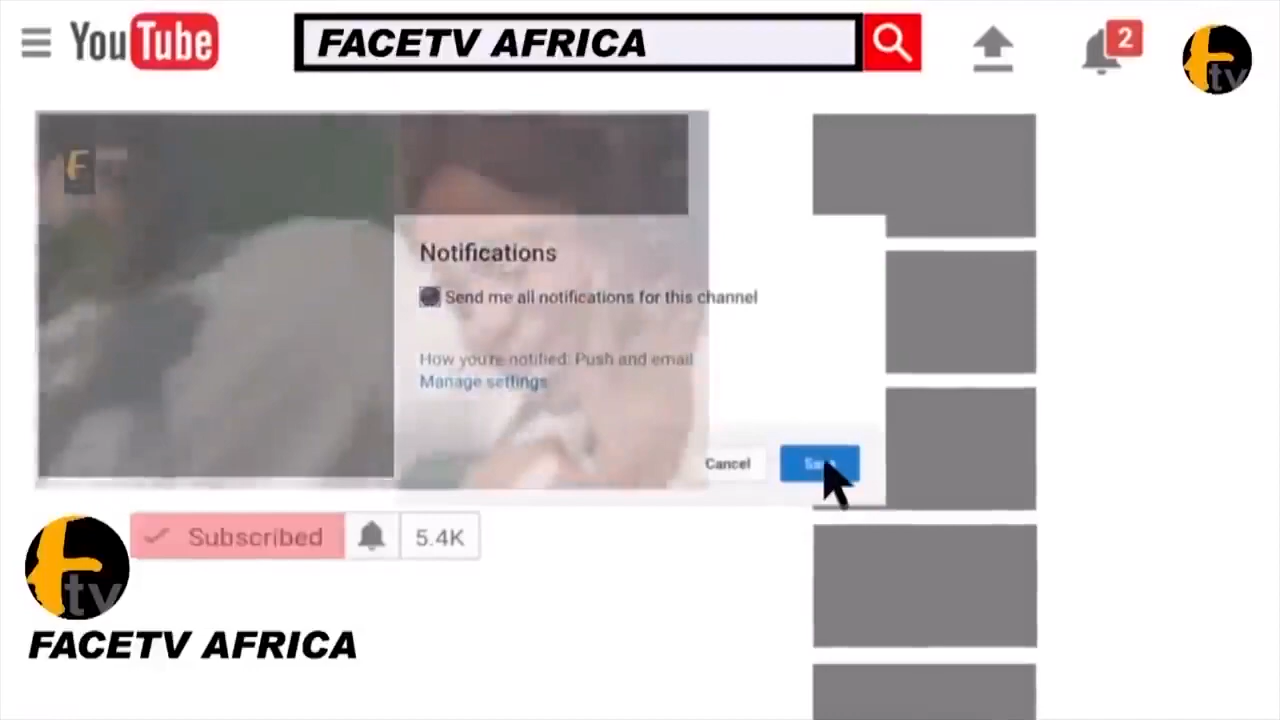 YouTube
FACETV AFRICA
2
tv
F
Notifications
Send me all notifications for this channel
How you're notified: Push and email
Manage settings
Cancel
Subscribed
5.4K
tv
FACETV AFRICA